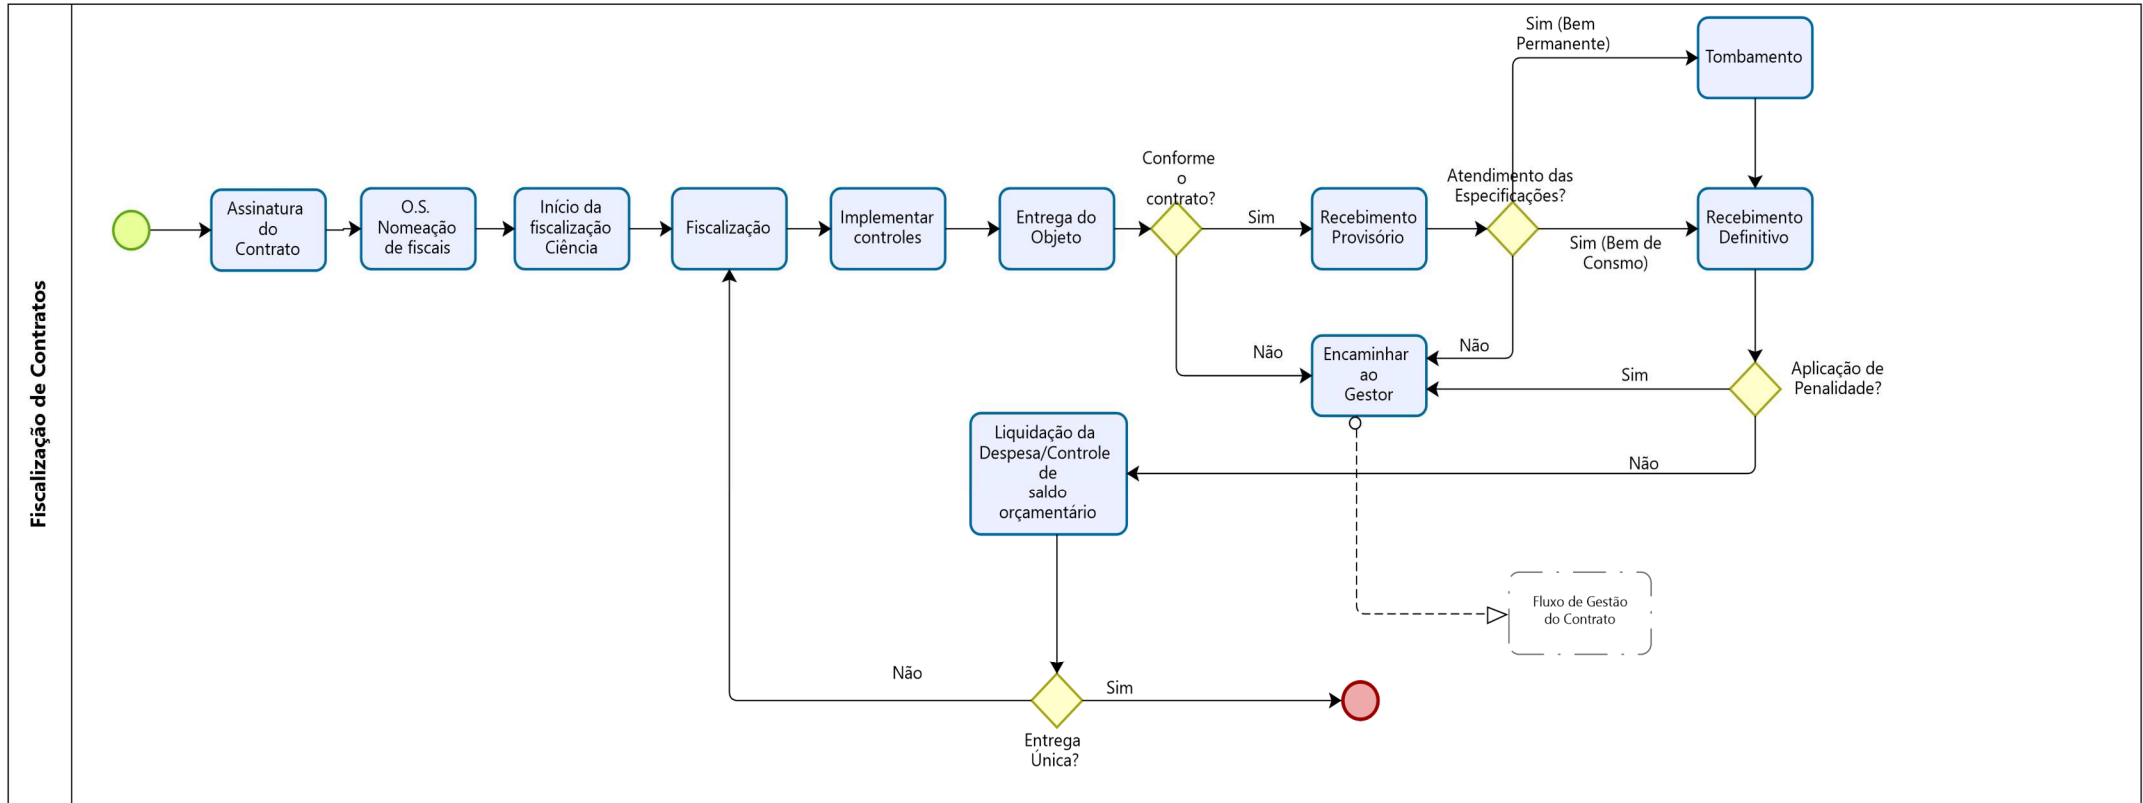 Fiscalização de Contratos
Assinatura
do
Contrato
O.S.
Nomeação
de fiscais
Início da
fiscalização
Ciência
Fiscalização
Implementar
controles
Entrega do
Objeto
Conforme
o
contrato?
Sim
Não
Recebimento
Provisório
Atendimento das
Especificações?
Sim (Bem
Permanente)
Tombamento
Sim (Bem de
Consmo)
Recebimento
Definitivo
Não
Encaminhar
ao
Gestor
Sim
Aplicação de
Penalidade?
Não
Liquidação da
Despesa/Controle
de
saldo
orçamentário
Fluxo de Gestão
do Contrato
Não
Sim
Entrega
Única?